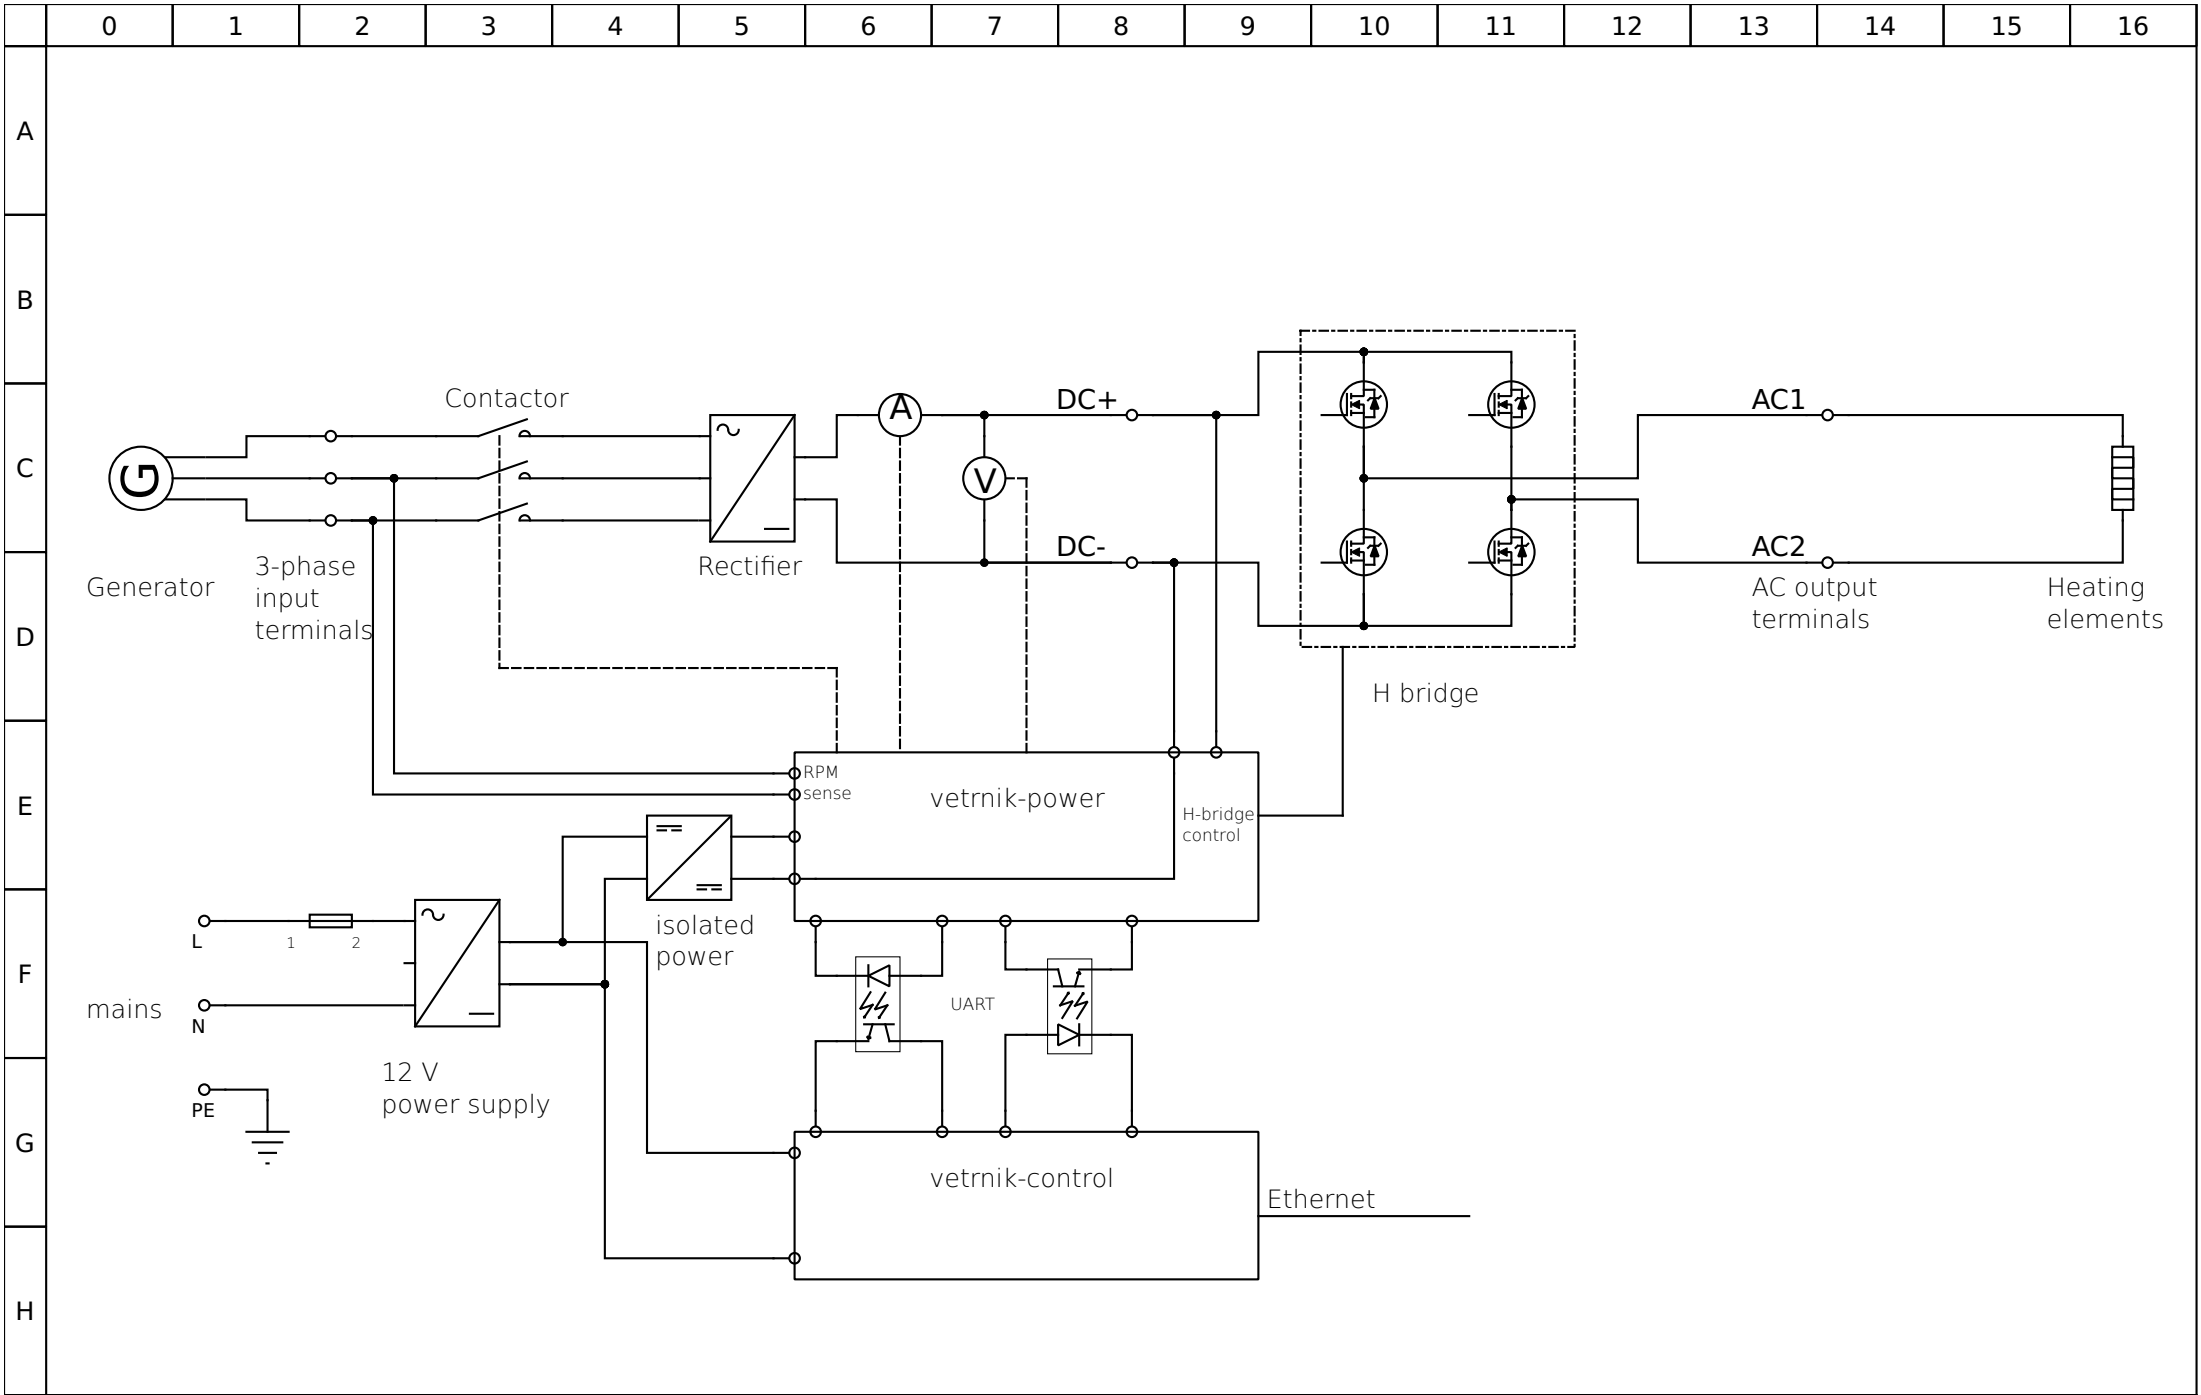 0 1 2 3 4 5 6 7 8 9 10 11 12 13 14 15 16
A
B
C
D
E
F
G
H
Contactor
G
A
V
DC+
DC-
AC1
AC2
Generator
3-phase
input
terminals
Rectifier
AC output
terminals
Heating
elements
H bridge
RPM
sense
vetrnik-power
H-bridge
control
isolated
power
L
1 2
mains
N
UART
12 V
power supply
PE
vetrnik-control
Ethernet